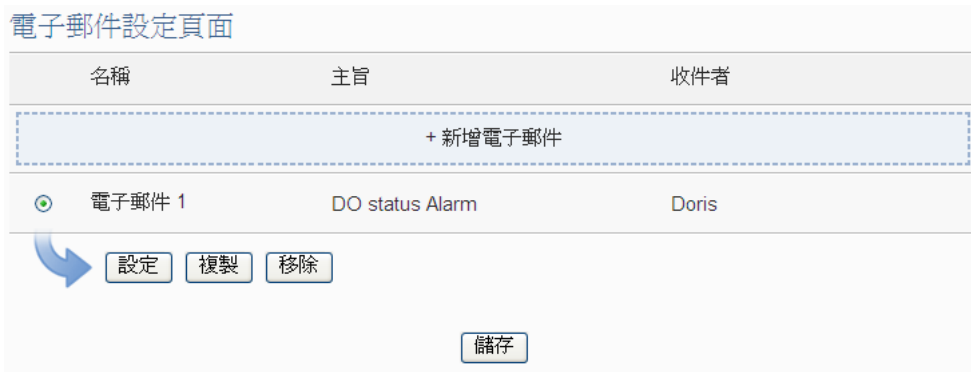 電子郵件設定頁面
名稱 主旨 收件者
+ 新增電子郵件
電子郵件 1 DO status Alarm Doris
設定 複製 移除
儲存